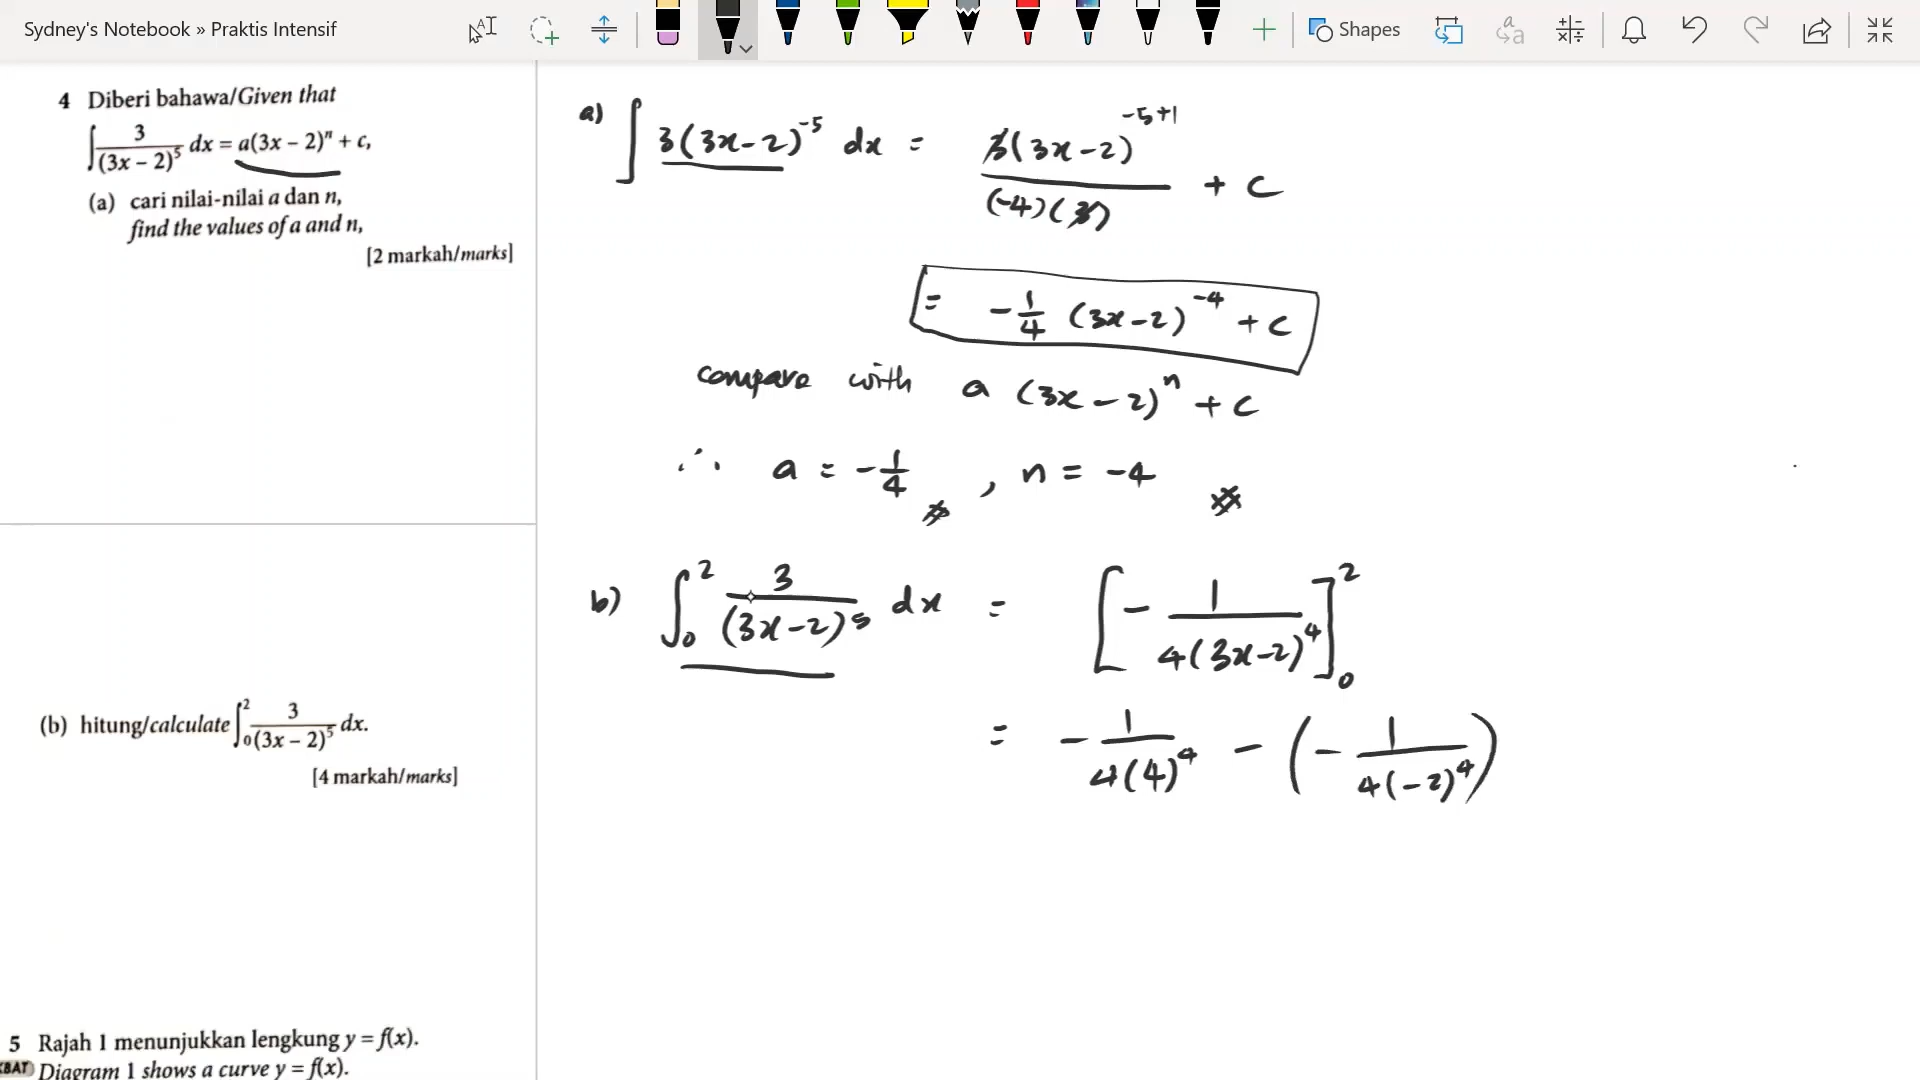 Sydney's Notebook » Praktis Intensif
Shapes
4 Diberi bahawa/Given that
∫ 3/(3x – 2)⁵ dx = a(3x – 2)ⁿ + c,
(a) cari nilai-nilai a dan n,
find the values of a and n,
[2 markah/marks]
(b) hitung/calculate ∫₀² 3/(3x – 2)⁵ dx.
[4 markah/marks]
5 Rajah 1 menunjukkan lengkung y = f(x).
KBAT Diagram 1 shows a curve y = f(x).
a) ∫ 3(3x-2)⁻⁵ dx = 3(3x-2)⁻⁵⁺¹/(-4)(3) + c
= -1/4 (3x-2)⁻⁴ + c
compare with a (3x-2)ⁿ + c
∴ a = -1/4 , n = -4
b) ∫₀² 3/(3x-2)⁵ dx = [-1/4(3x-2)⁴]₀²
= -1/4(4)⁴ - (-1/4(-2)⁴)